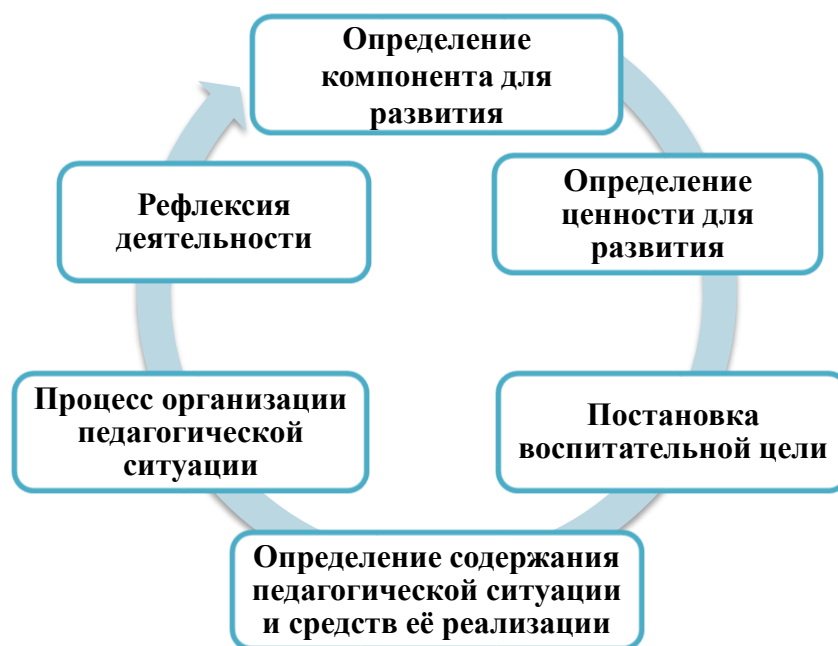 Определение
компонента для
развития
Определение
ценности для
развития
Постановка
воспитательной цели
Определение содержания
педагогической ситуации
и средств её реализации
Процесс организации
педагогической
ситуации
Рефлексия
деятельности